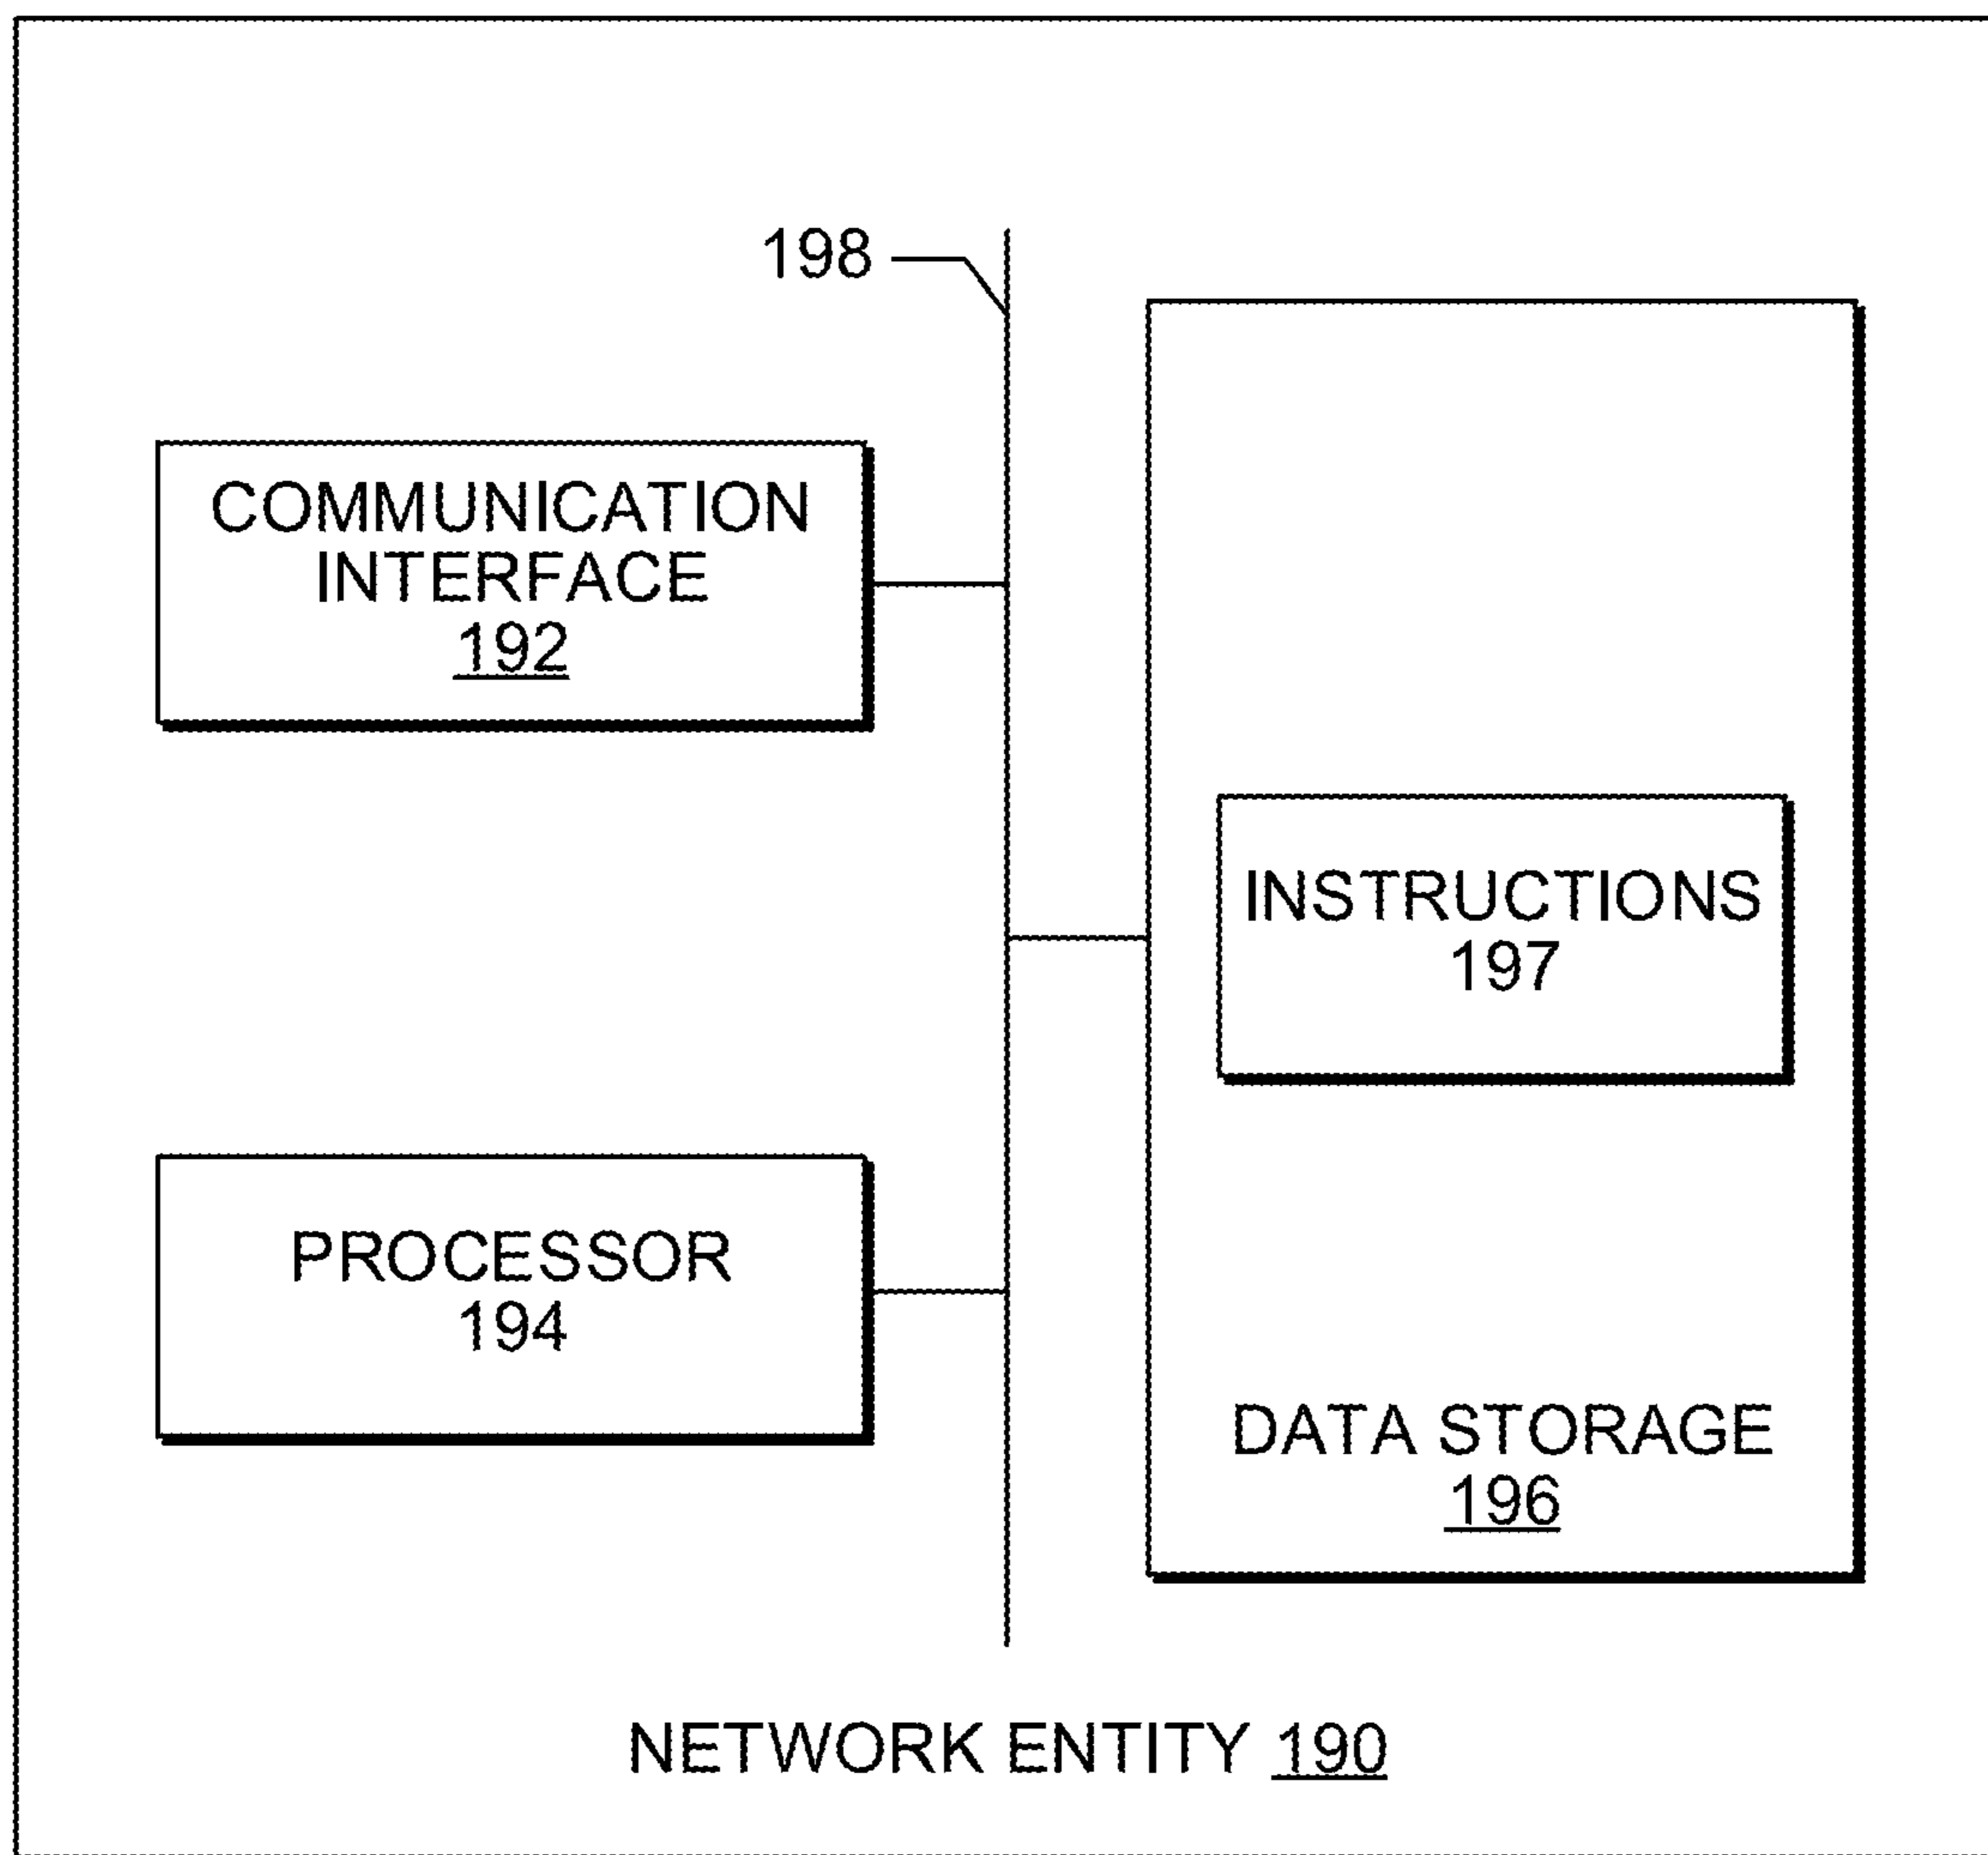 198
COMMUNICATION
INTERFACE
192
INSTRUCTIONS
197
PROCESSOR
194
DATA STORAGE
196
NETWORK ENTITY 190